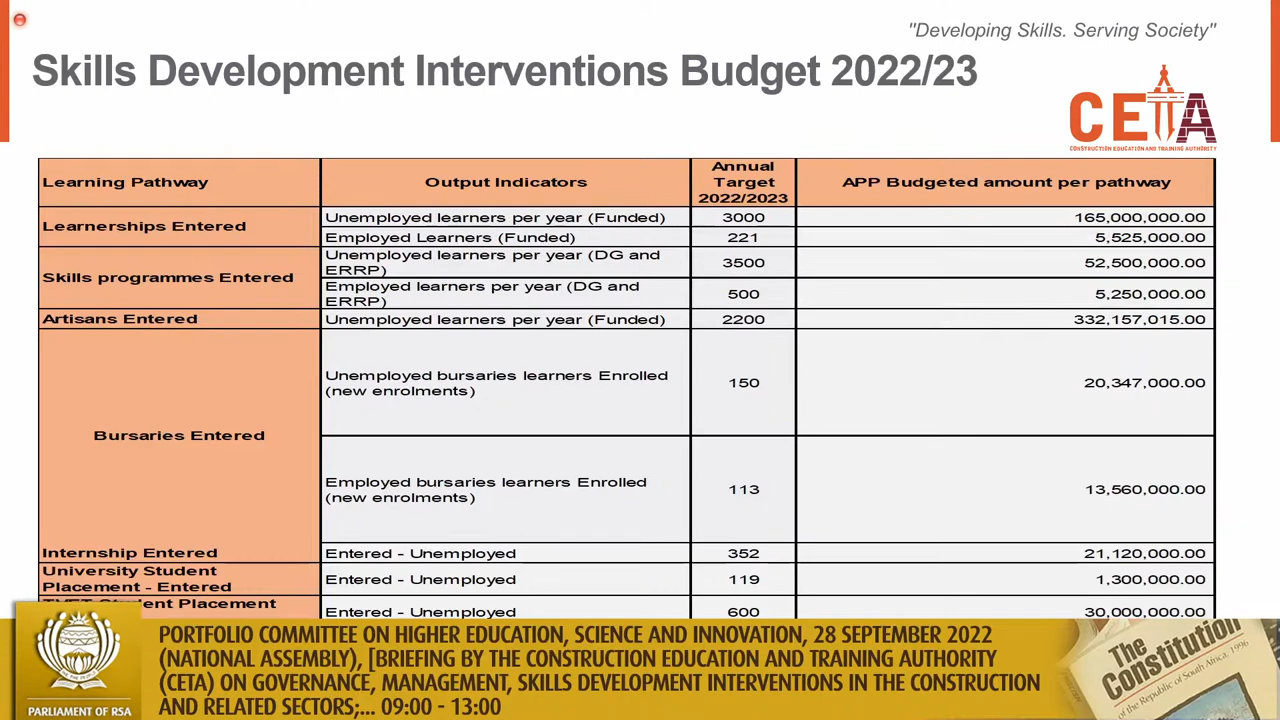 "Developing Skills. Serving Society"
Skills Development Interventions Budget 2022/23
CETA
CONSTRUCTION EDUCATION AND TRAINING AUTHORITY
Learning Pathway
Output Indicators
Annual
Target
2022/2023
APP Budgeted amount per pathway
Learnerships Entered
Unemployed learners per year (Funded)
3000
165,000,000.00
Employed Learners (Funded)
221
5,525,000.00
Skills programmes Entered
Unemployed learners per year (DG and
ERRP)
3500
52,500,000.00
Employed learners per year (DG and
ERRP)
500
5,250,000.00
Artisans Entered
Unemployed learners per year (Funded)
2200
332,157,015.00
Bursaries Entered
Unemployed bursaries learners Enrolled
(new enrolments)
150
20,347,000.00
Employed bursaries learners Enrolled
(new enrolments)
113
13,560,000.00
Internship Entered
Entered - Unemployed
352
21,120,000.00
University Student
Placement - Entered
Entered - Unemployed
119
1,300,000.00
Student Placement
Entered - Unemployed
600
30,000,000.00
PORTFOLIO COMMITTEE ON HIGHER EDUCATION, SCIENCE AND INNOVATION, 28 SEPTEMBER 2022
(NATIONAL ASSEMBLY), [BRIEFING BY THE CONSTRUCTION EDUCATION AND TRAINING AUTHORITY
(CETA) ON GOVERNANCE, MANAGEMENT, SKILLS DEVELOPMENT INTERVENTIONS IN THE CONSTRUCTION
AND RELATED SECTORS;... 09:00 - 13:00
PARLIAMENT OF RSA
The
Constitution
of the Republic of South Africa, 1996